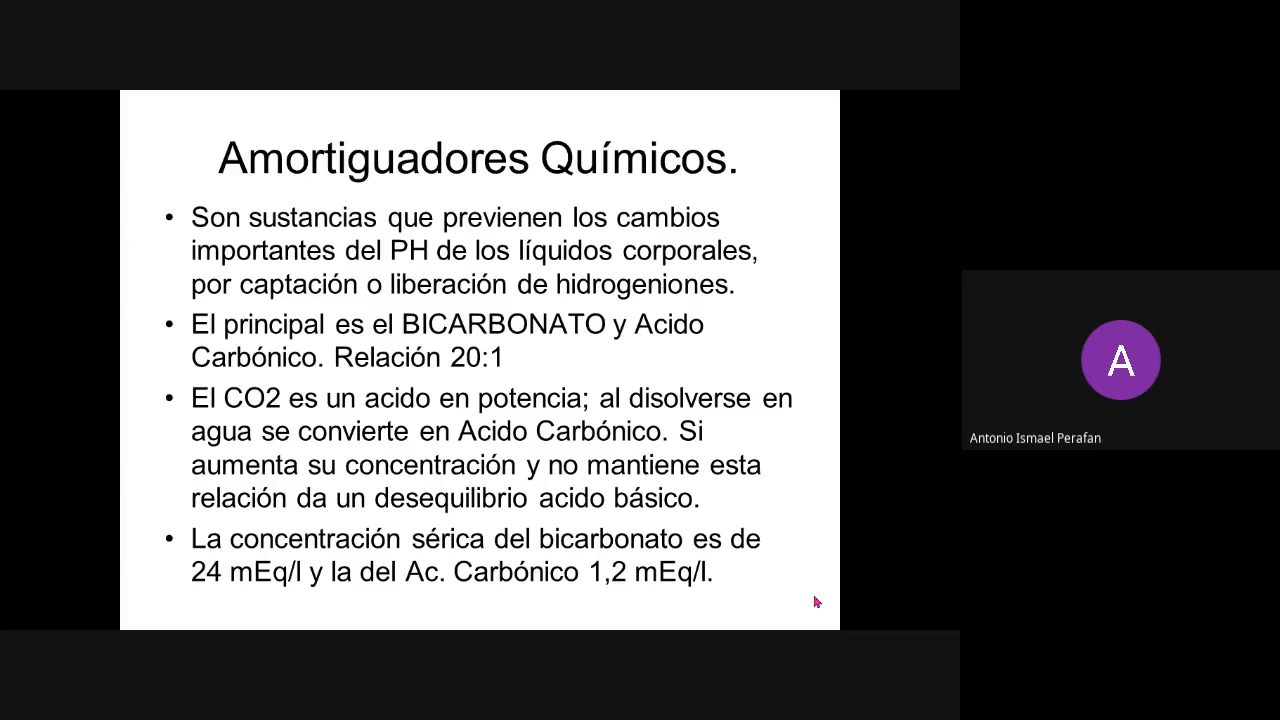 Amortiguadores Químicos.
• Son sustancias que previenen los cambios
importantes del PH de los líquidos corporales,
por captación o liberación de hidrogeniones.
• El principal es el BICARBONATO y Acido
Carbónico. Relación 20:1
• El CO2 es un acido en potencia; al disolverse en
agua se convierte en Acido Carbónico. Si
aumenta su concentración y no mantiene esta
relación da un desequilibrio acido básico.
• La concentración sérica del bicarbonato es de
24 mEq/l y la del Ac. Carbónico 1,2 mEq/l.
A
Antonio Ismael Perafan